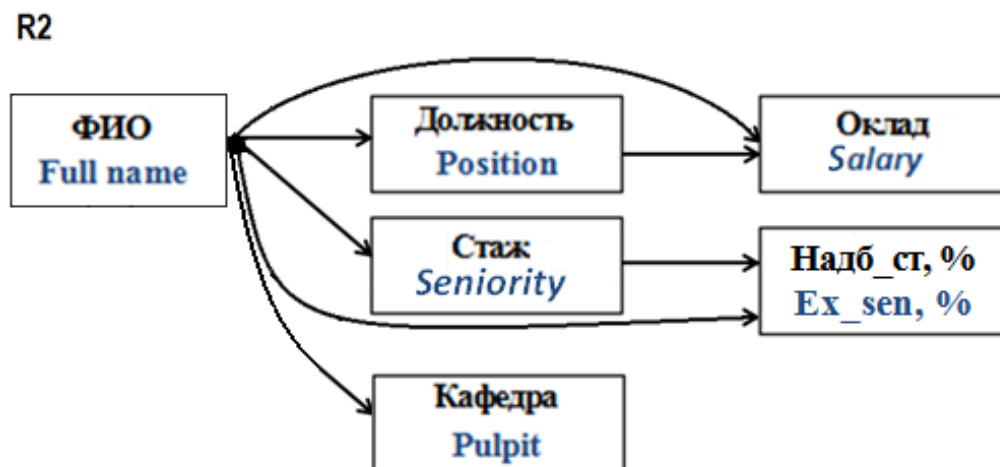 R2
ФИО
Full name
Должность
Position
Оклад
Salary
Стаж
Seniority
Надб_ст, %
Ex_sen, %
Кафедра
Pulpit